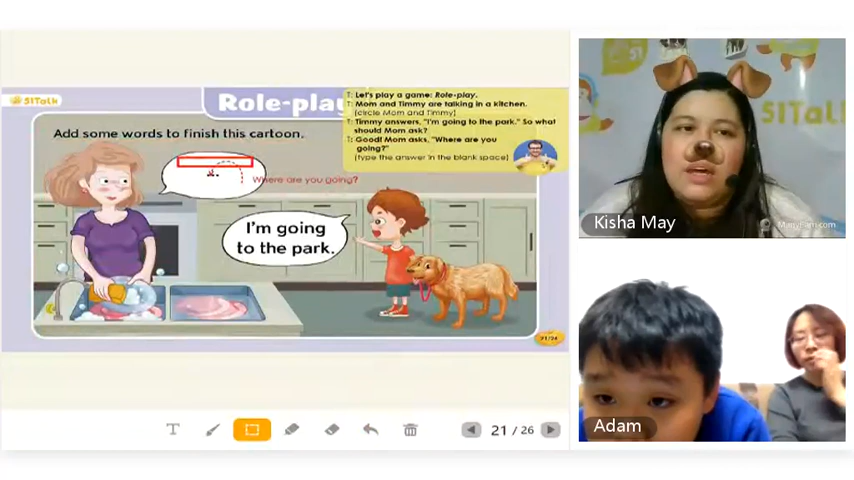 51Talk
Role-play
T: Let's play a game: Role-play.
T: Mom and Timmy are talking in a kitchen.
(circle Mom and Timmy)
T: Timmy answers, "I'm going to the park." So what
should Mom ask?
T: Good! Mom asks, "Where are you
going?"
(type the answer in the blank space)
Add some words to finish this cartoon.
Where are you going?
I'm going
to the park.
21/26
T
21 / 26
51
51Talk
Kisha May
ManyCam.com
Adam